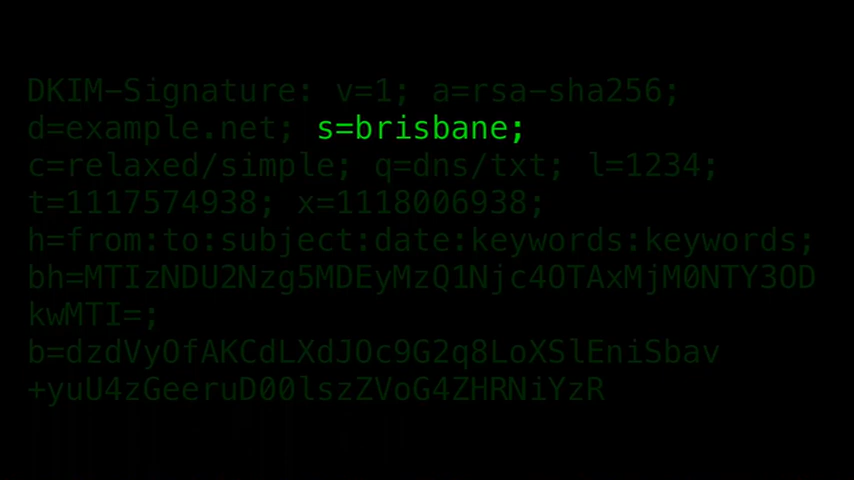 DKIM-Signature: v=1; a=rsa-sha256;
d=example.net; s=brisbane;
c=relaxed/simple; q=dns/txt; l=1234;
t=1117574938; x=1118006938;
h=from:to:subject:date:keywords:keywords;
bh=MTIzNDU2Nzg5MDEyMzQ1Njc4OTAxMjM0NTY3OD
kwMTI=;
b=dzdVyOfAKCdLXdJOc9G2q8LoXSlEniSbav
+yuU4zGeeruD00lszZVoG4ZHRNiYzR